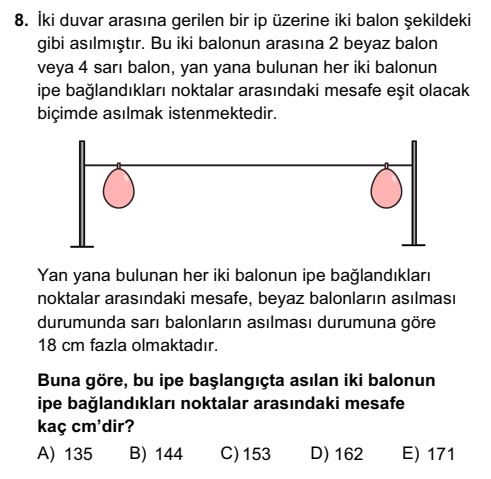 8. İki duvar arasına gerilen bir ip üzerine iki balon şekildeki
gibi asılmıştır. Bu iki balonun arasına 2 beyaz balon
veya 4 sarı balon, yan yana bulunan her iki balonun
ipe bağlandıkları noktalar arasındaki mesafe eşit olacak
biçimde asılmak istenmektedir.
Yan yana bulunan her iki balonun ipe bağlandıkları
noktalar arasındaki mesafe, beyaz balonların asılması
durumunda sarı balonların asılması durumuna göre
18 cm fazla olmaktadır.
Buna göre, bu ipe başlangıçta asılan iki balonun
ipe bağlandıkları noktalar arasındaki mesafe
kaç cm'dir?
A) 135 B) 144 C) 153 D) 162 E) 171